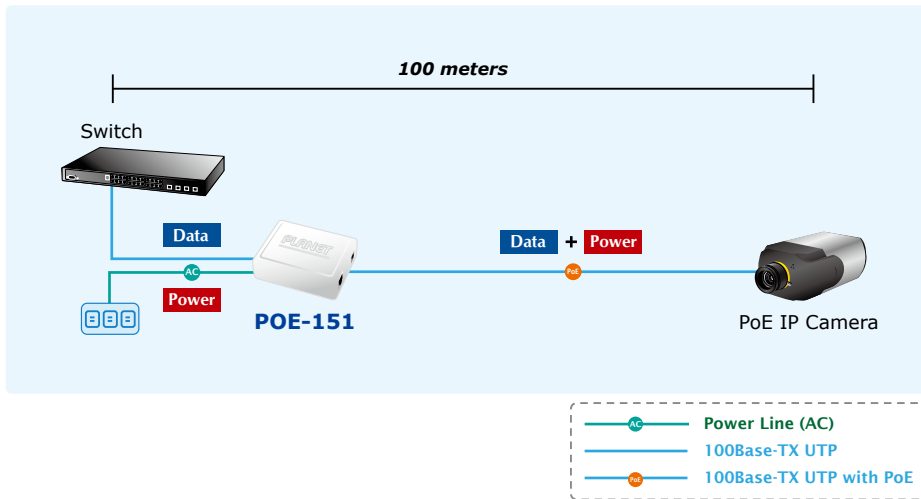 100 meters
Switch
Data
PLANET
Data + Power
AC
PoE
Power
POE-151
PoE IP Camera
AC Power Line (AC)
100Base-TX UTP
PoE 100Base-TX UTP with PoE